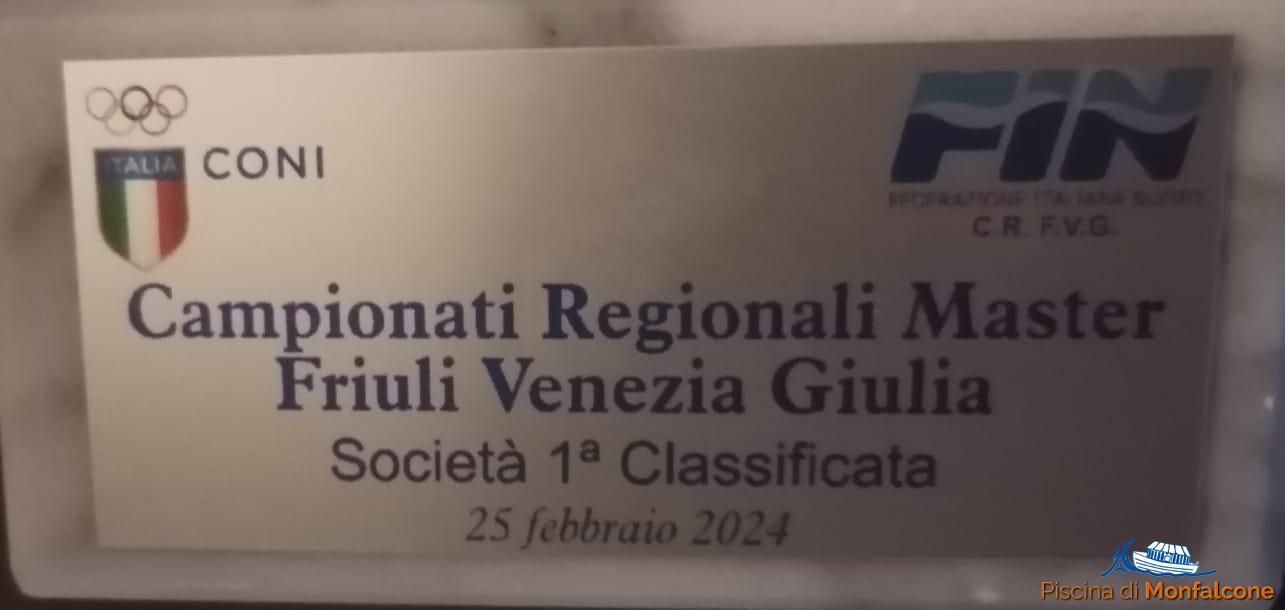 ITALIA
CONI
FIN
FEDERAZIONE ITALIANA NUOTO
C.R. F.V.G.
Campionati Regionali Master
Friuli Venezia Giulia
Società 1ª Classificata
25 febbraio 2024
Piscina di Monfalcone